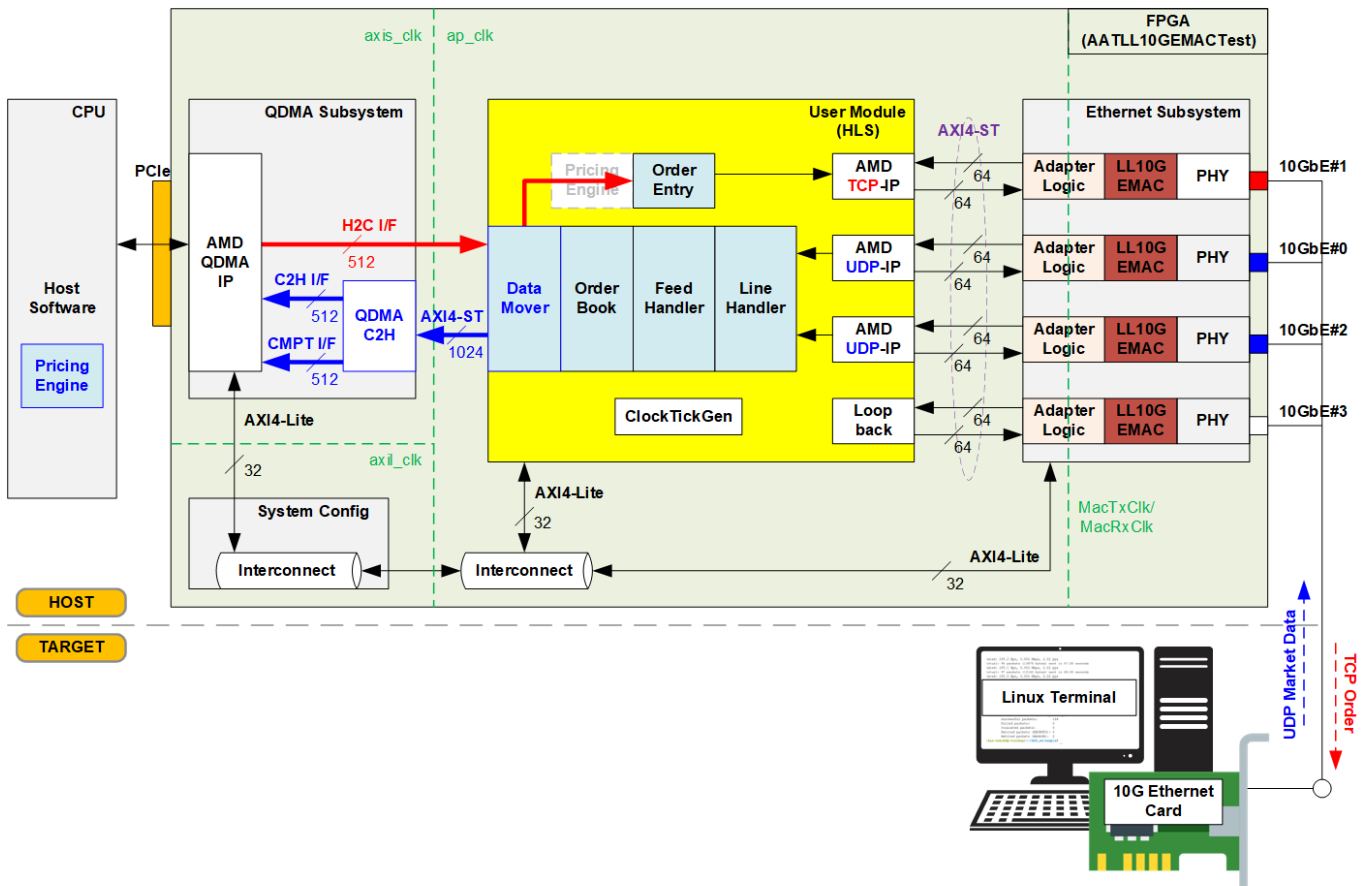 FPGA
(AATLL10GEMACTest)
axis_clk
ap_clk
CPU
QDMA Subsystem
User Module
(HLS)
AXI4-ST
Ethernet Subsystem
PCIe
Pricing
Engine
Order
Entry
AMD
TCP-IP
64
64
Adapter
Logic
LL10G
EMAC
PHY
10GbE#1
AMD
QDMA
IP
H2C I/F
512
C2H I/F
512
CMPT I/F
512
QDMA
C2H
AXI4-ST
1024
Data
Mover
Order
Book
Feed
Handler
Line
Handler
AMD
UDP-IP
64
64
Adapter
Logic
LL10G
EMAC
PHY
10GbE#0
Host
Software
Pricing
Engine
AMD
UDP-IP
64
64
Adapter
Logic
LL10G
EMAC
PHY
10GbE#2
ClockTickGen
Loop
back
64
64
Adapter
Logic
LL10G
EMAC
PHY
10GbE#3
AXI4-Lite
32
axil_clk
System Config
Interconnect
AXI4-Lite
32
Interconnect
AXI4-Lite
32
MacTxClk/
MacRxClk
HOST
TARGET
UDP Market Data
TCP Order
Linux Terminal
10G Ethernet
Card